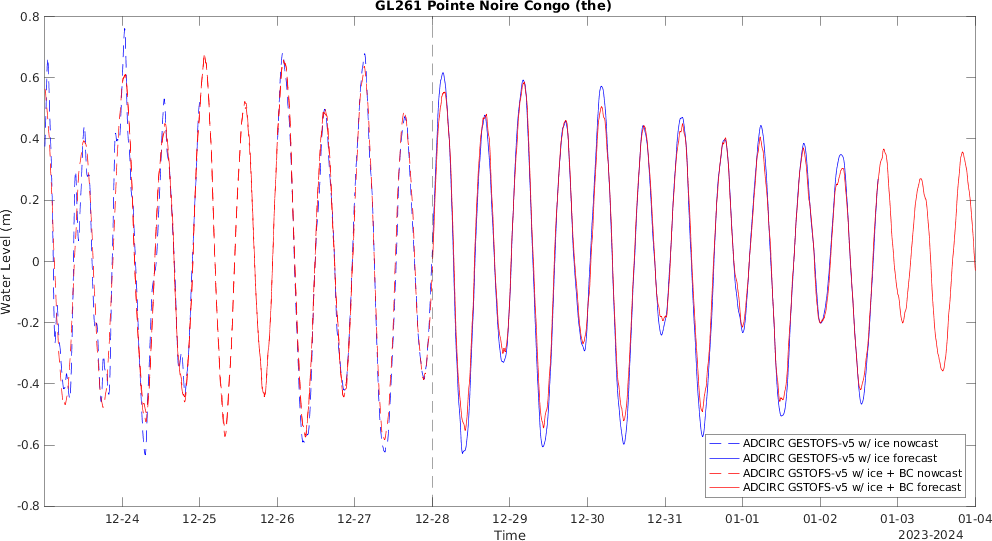 GL261 Pointe Noire Congo (the)
0.8
0.6
0.4
0.2
0
-0.2
-0.4
-0.6
-0.8
Water Level (m)
ADCIRC GESTOFS-v5 w/ ice nowcast
ADCIRC GESTOFS-v5 w/ ice forecast
ADCIRC GSTOFS-v5 w/ ice + BC nowcast
ADCIRC GSTOFS-v5 w/ ice + BC forecast
12-24 12-25 12-26 12-27 12-28 12-29 12-30 12-31 01-01 01-02 01-03 01-04
Time
2023-2024